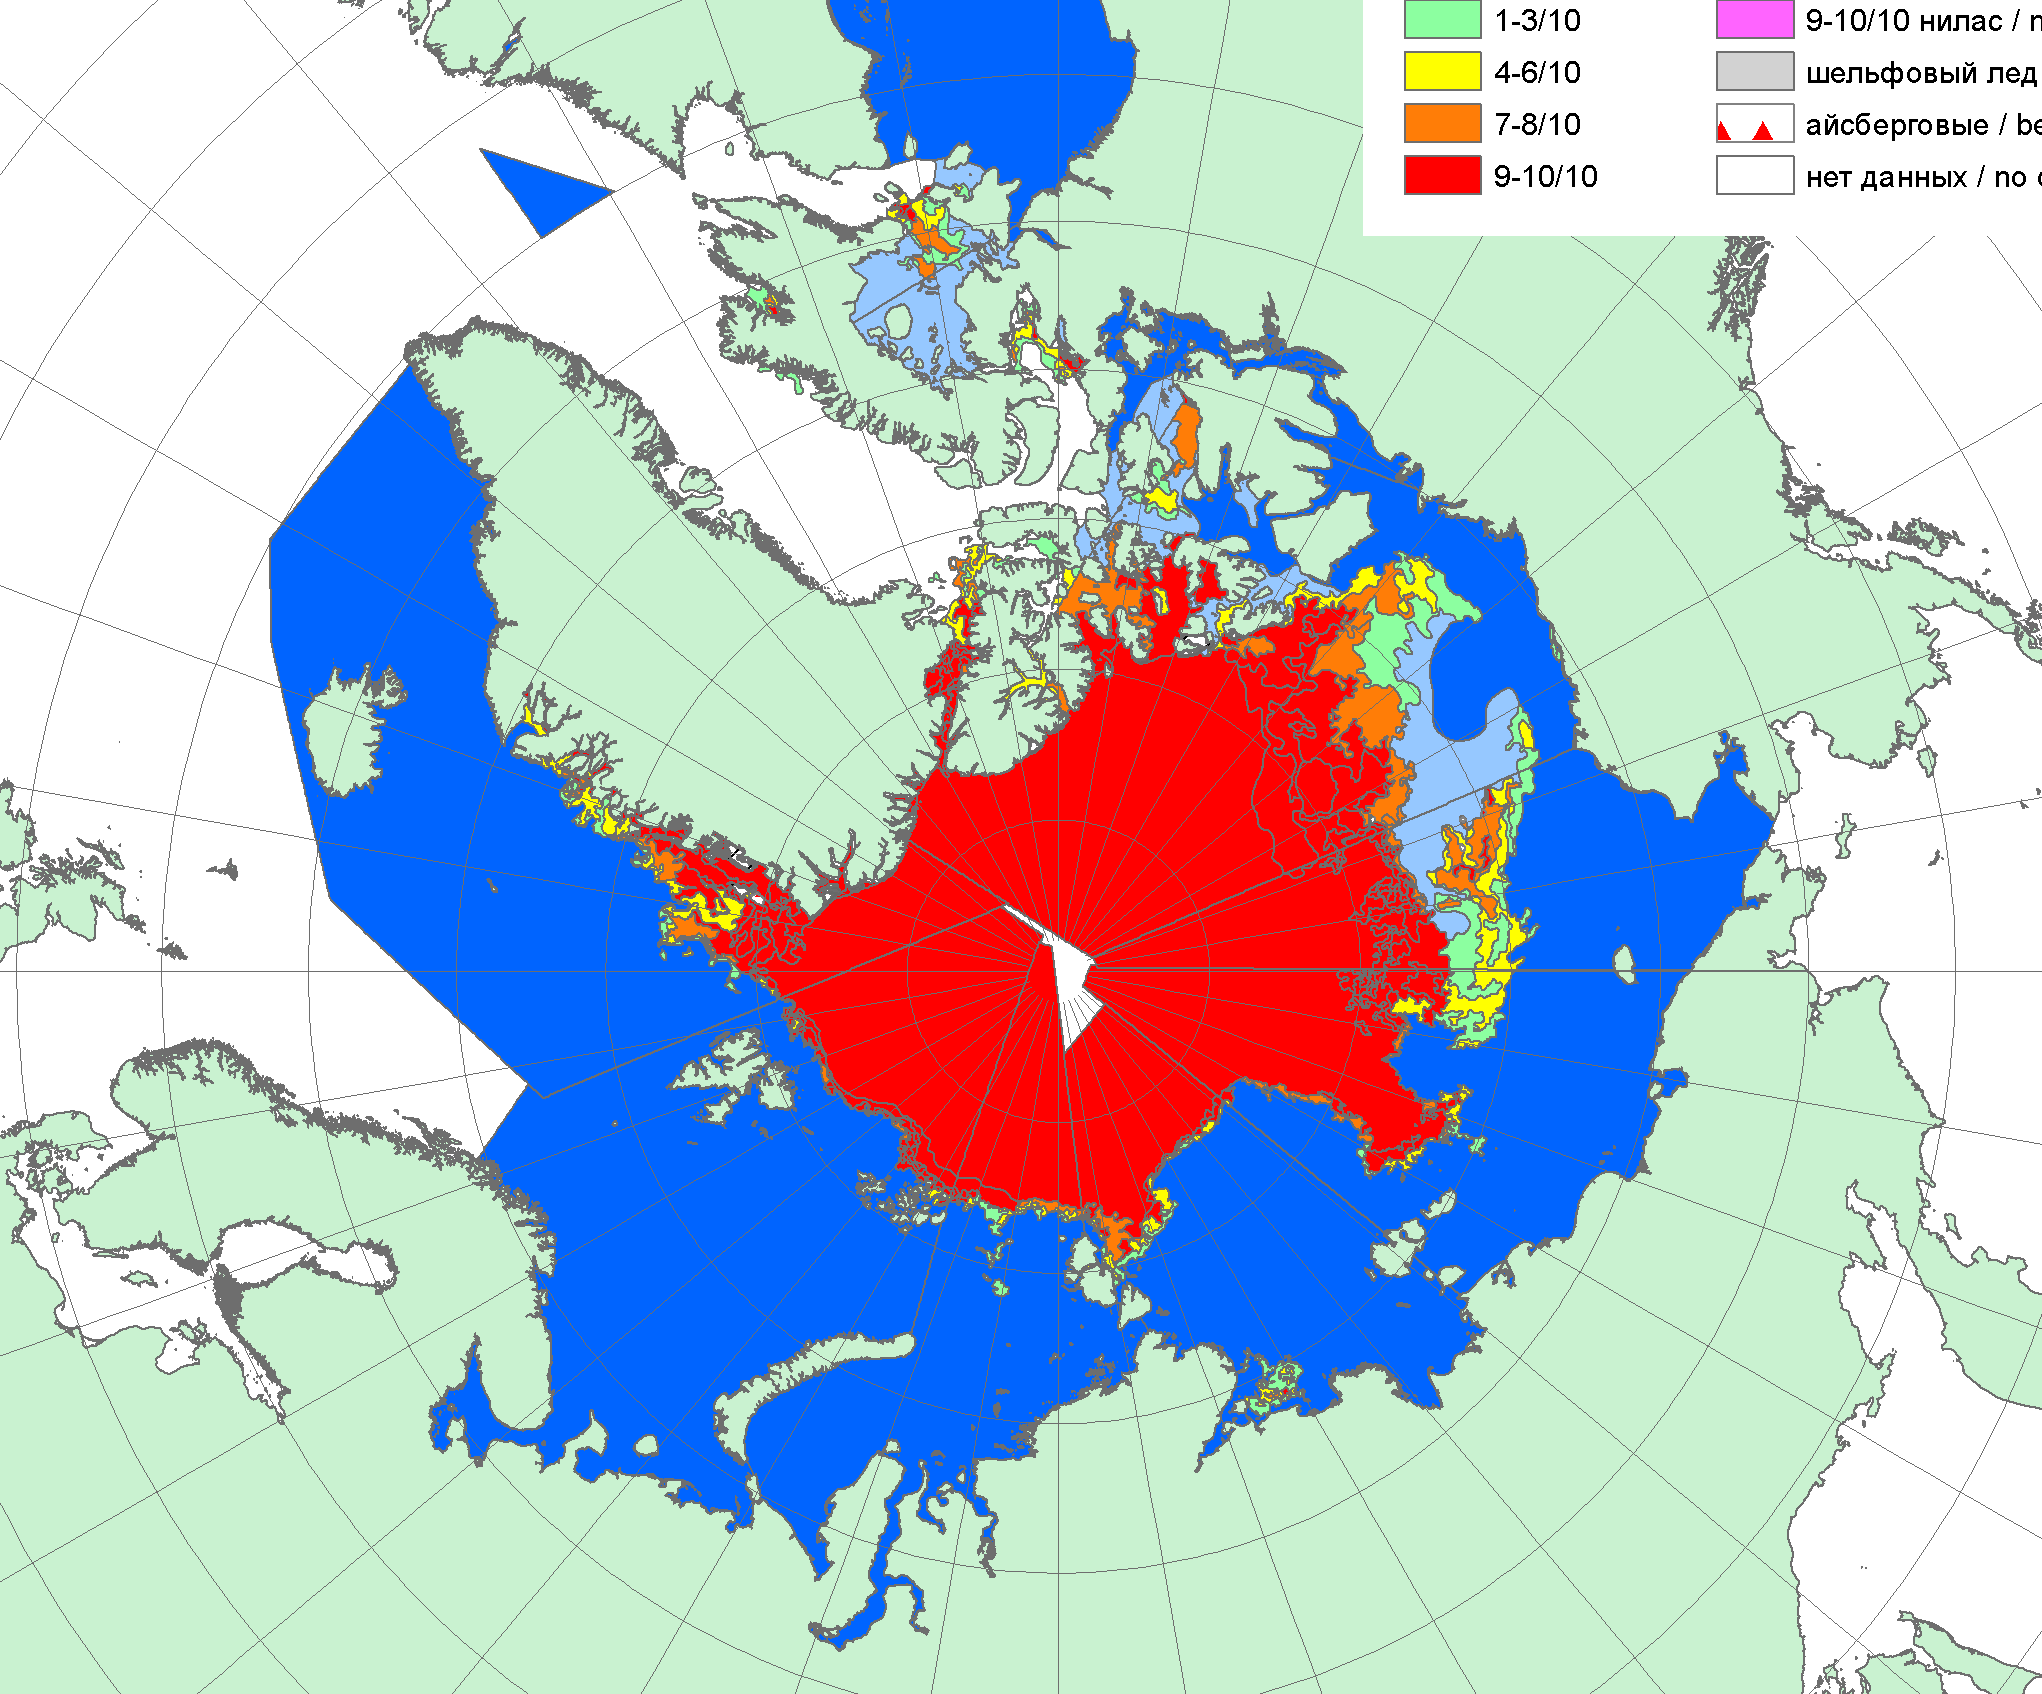 1-3/10
9-10/10 нилас /
4-6/10
шельфовый лед
7-8/10
айсберговые /
9-10/10
нет данных / no